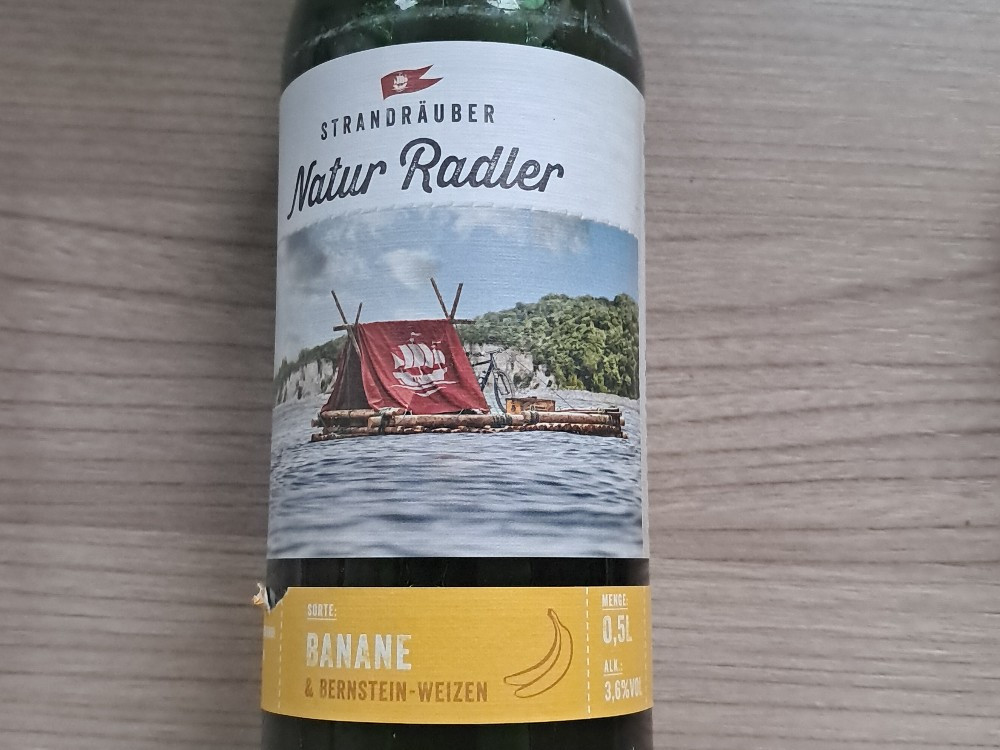 STRANDRÄUBER
Natur Radler
SORTE:
BANANE
& BERNSTEIN-WEIZEN
MENGE:
0,5L
ALK.:
3,6%VOL